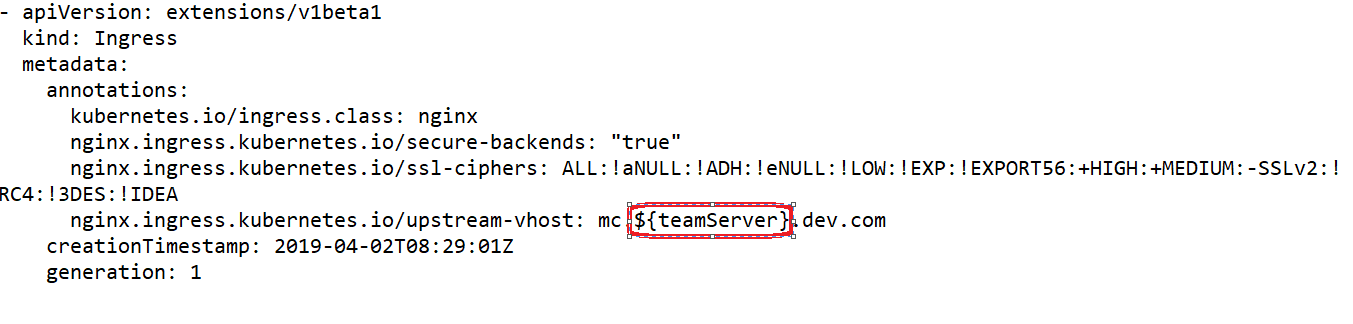 - apiVersion: extensions/v1beta1
  kind: Ingress
  metadata:
    annotations:
      kubernetes.io/ingress.class: nginx
      nginx.ingress.kubernetes.io/secure-backends: "true"
      nginx.ingress.kubernetes.io/ssl-ciphers: ALL:!aNULL:!ADH:!eNULL:!LOW:!EXP:!EXPORT56:+HIGH:+MEDIUM:-SSLv2:!
RC4:!3DES:!IDEA
      nginx.ingress.kubernetes.io/upstream-vhost: mc.${teamServer}.dev.com
    creationTimestamp: 2019-04-02T08:29:01Z
    generation: 1